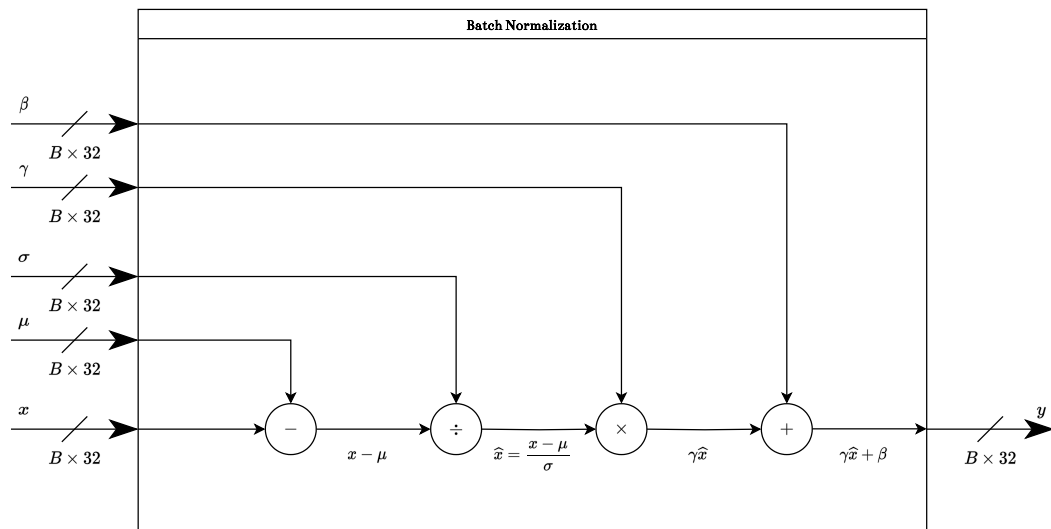 Batch Normalization
β
B × 32
γ
B × 32
σ
B × 32
μ
B × 32
x
B × 32
−
÷
×
+
x − μ
x̂ = (x − μ)/σ
γx̂
γx̂ + β
y
B × 32